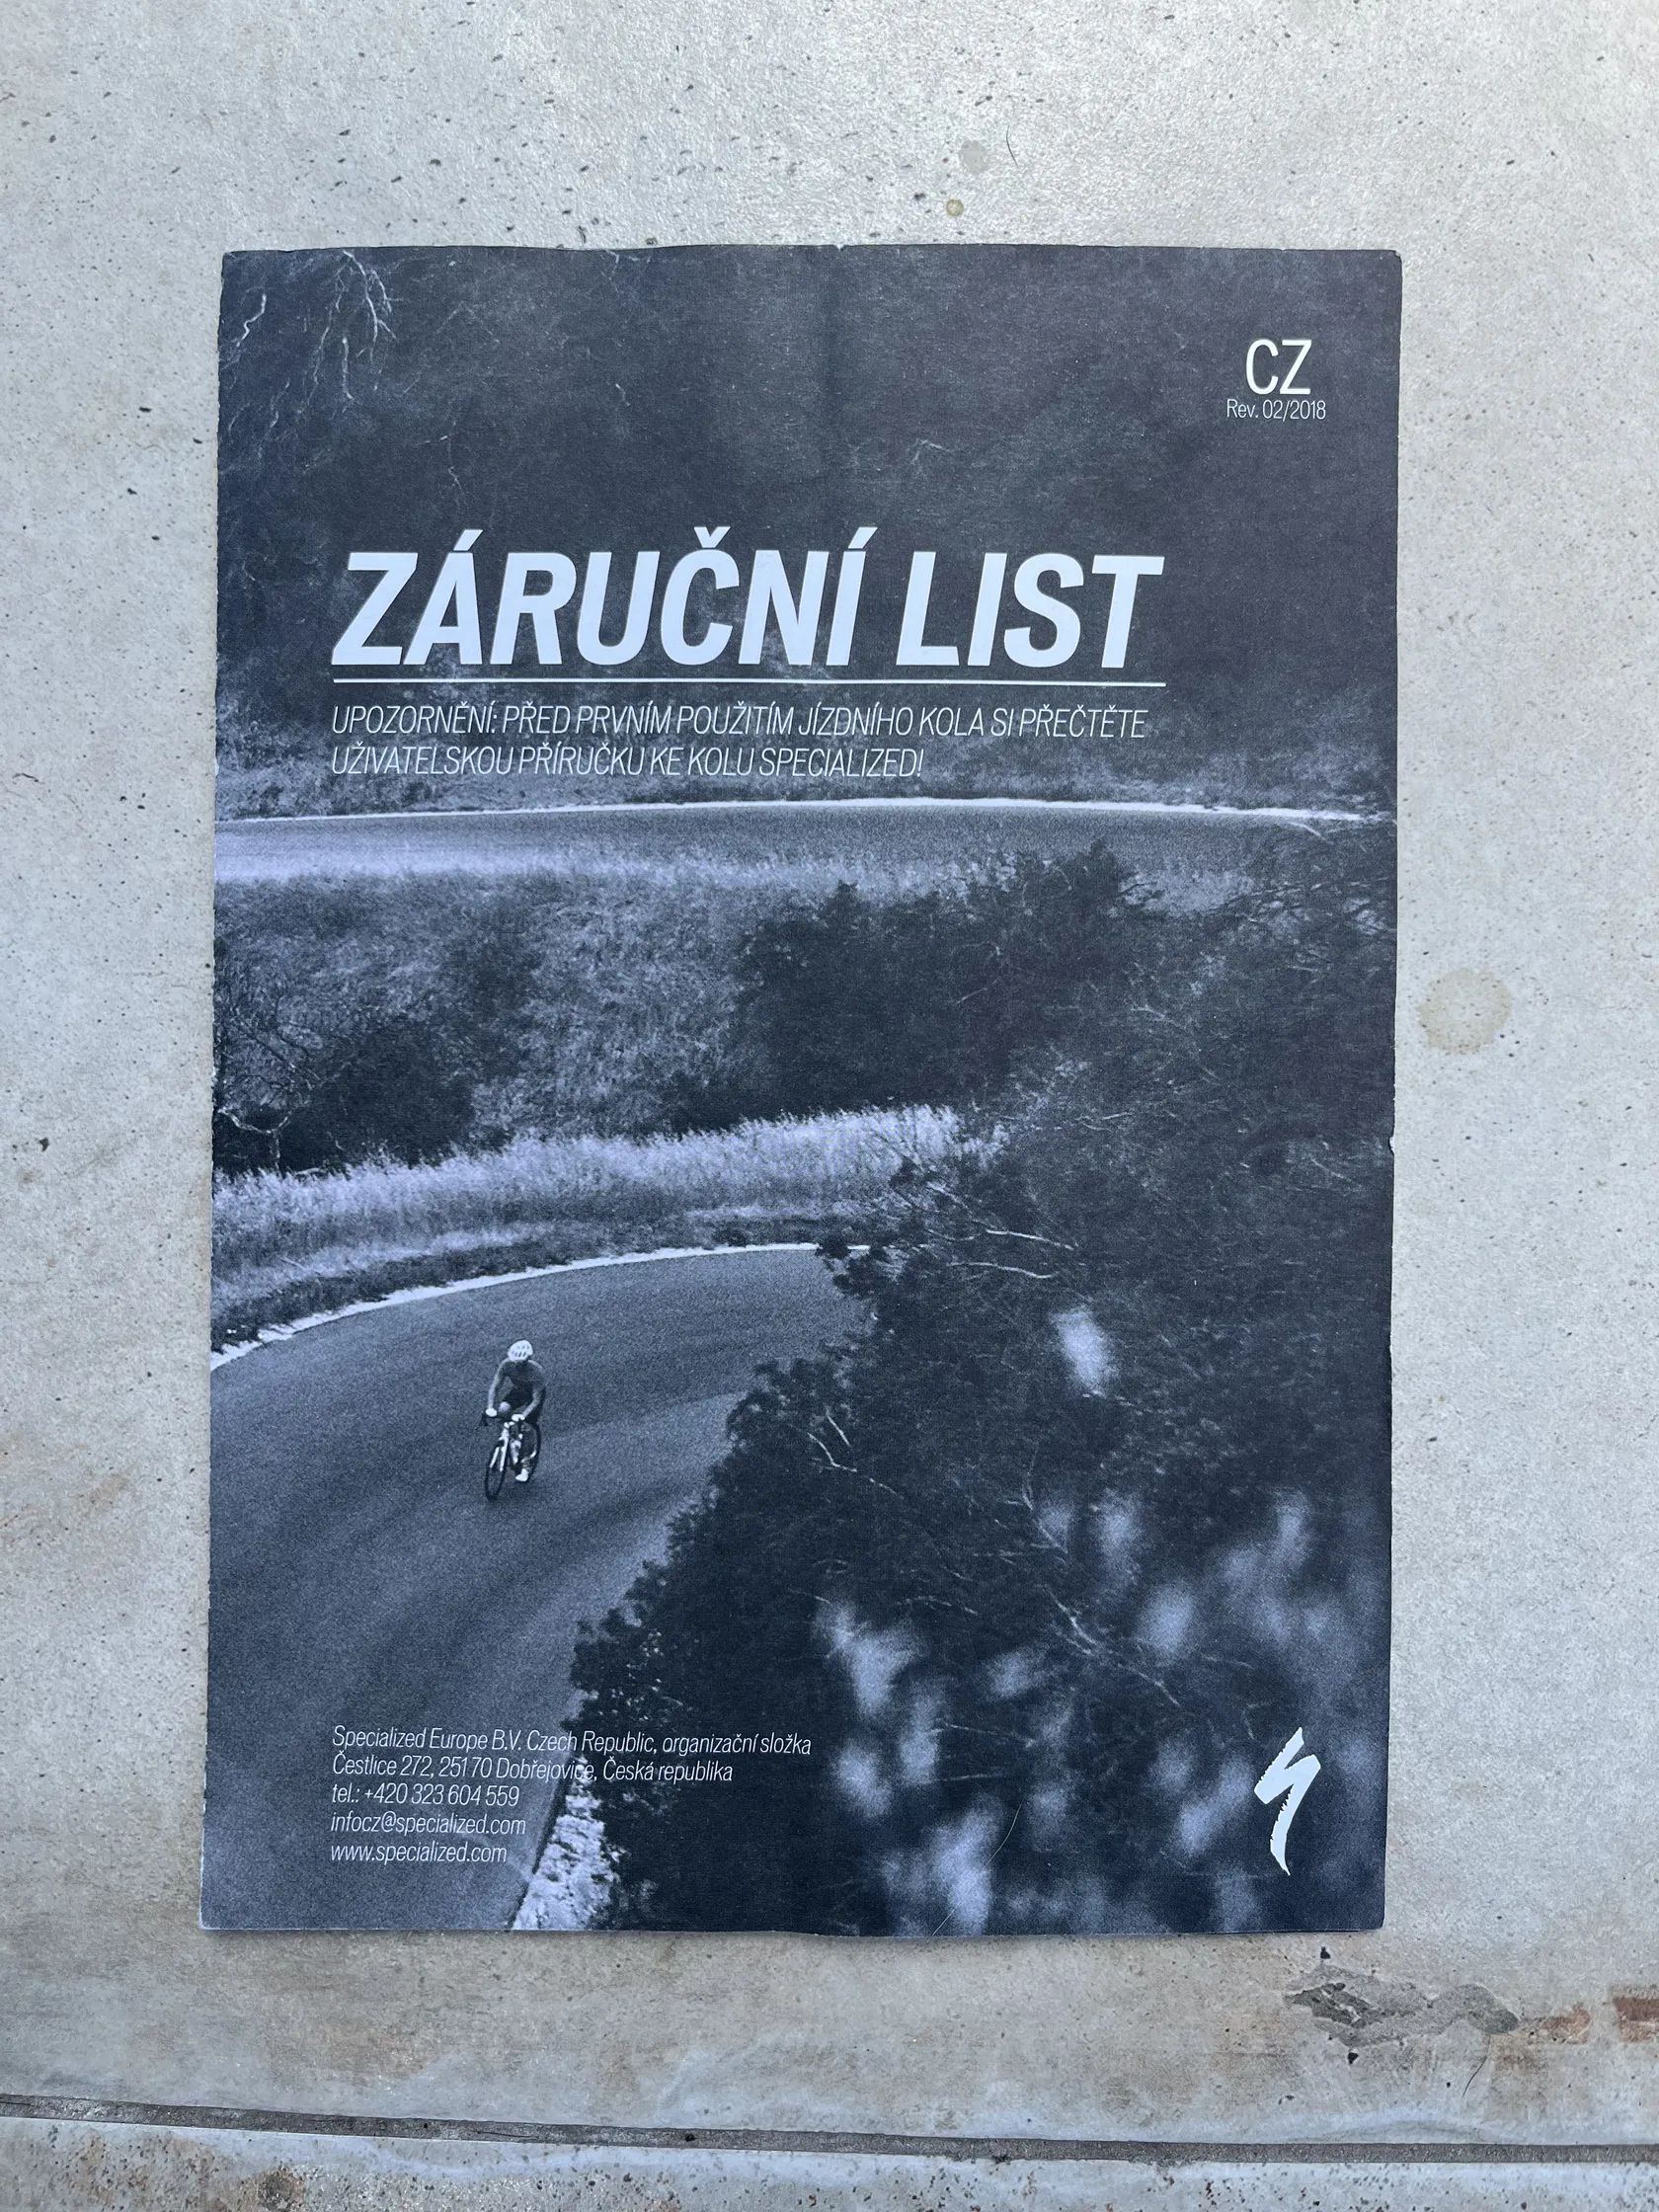 CZ
Rev. 02/2018
ZÁRUČNÍ LIST
UPOZORNĚNÍ: PŘED PRVNÍM POUŽITÍM JÍZDNÍHO KOLA SI PŘEČTĚTE
UŽIVATELSKOU PŘÍRUČKU KE KOLU SPECIALIZED!
Specialized Europe B.V. Czech Republic, organizační složka
Čestlice 272, 251 70 Dobřejovice, Česká republika
tel.: +420 323 604 559
infocz@specialized.com
www.specialized.com